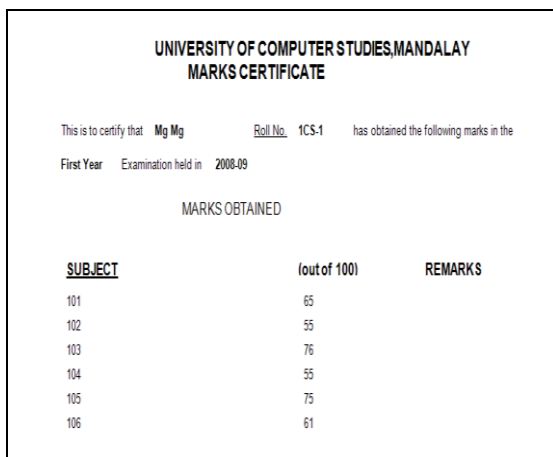 UNIVERSITY OF COMPUTER STUDIES,MANDALAY
MARKS CERTIFICATE
This is to certify that Mg Mg Roll No. 1CS-1 has obtained the following marks in the
First Year Examination held in 2008-09
MARKS OBTAINED
SUBJECT (out of 100) REMARKS
101 65
102 55
103 76
104 55
105 75
106 61